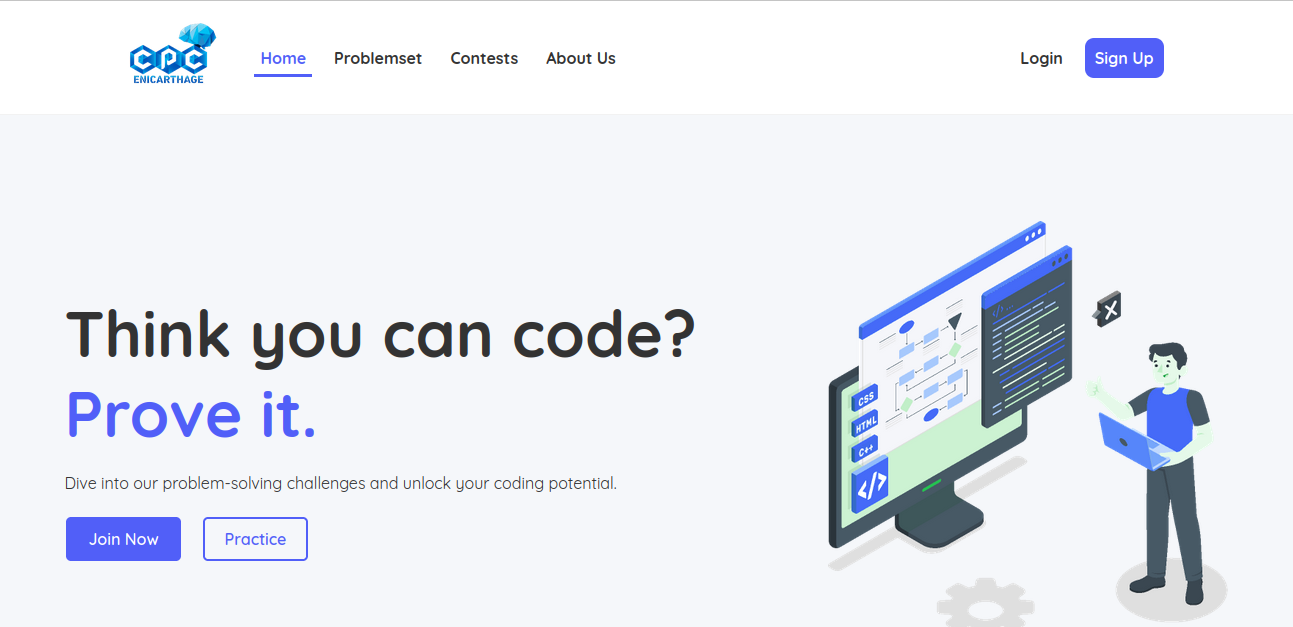 CPC
ENICARTHAGE
Home Problemset Contests About Us Login Sign Up
Think you can code?
Prove it.
Dive into our problem-solving challenges and unlock your coding potential.
Join Now Practice
CSS
HTML
C++
</>
X